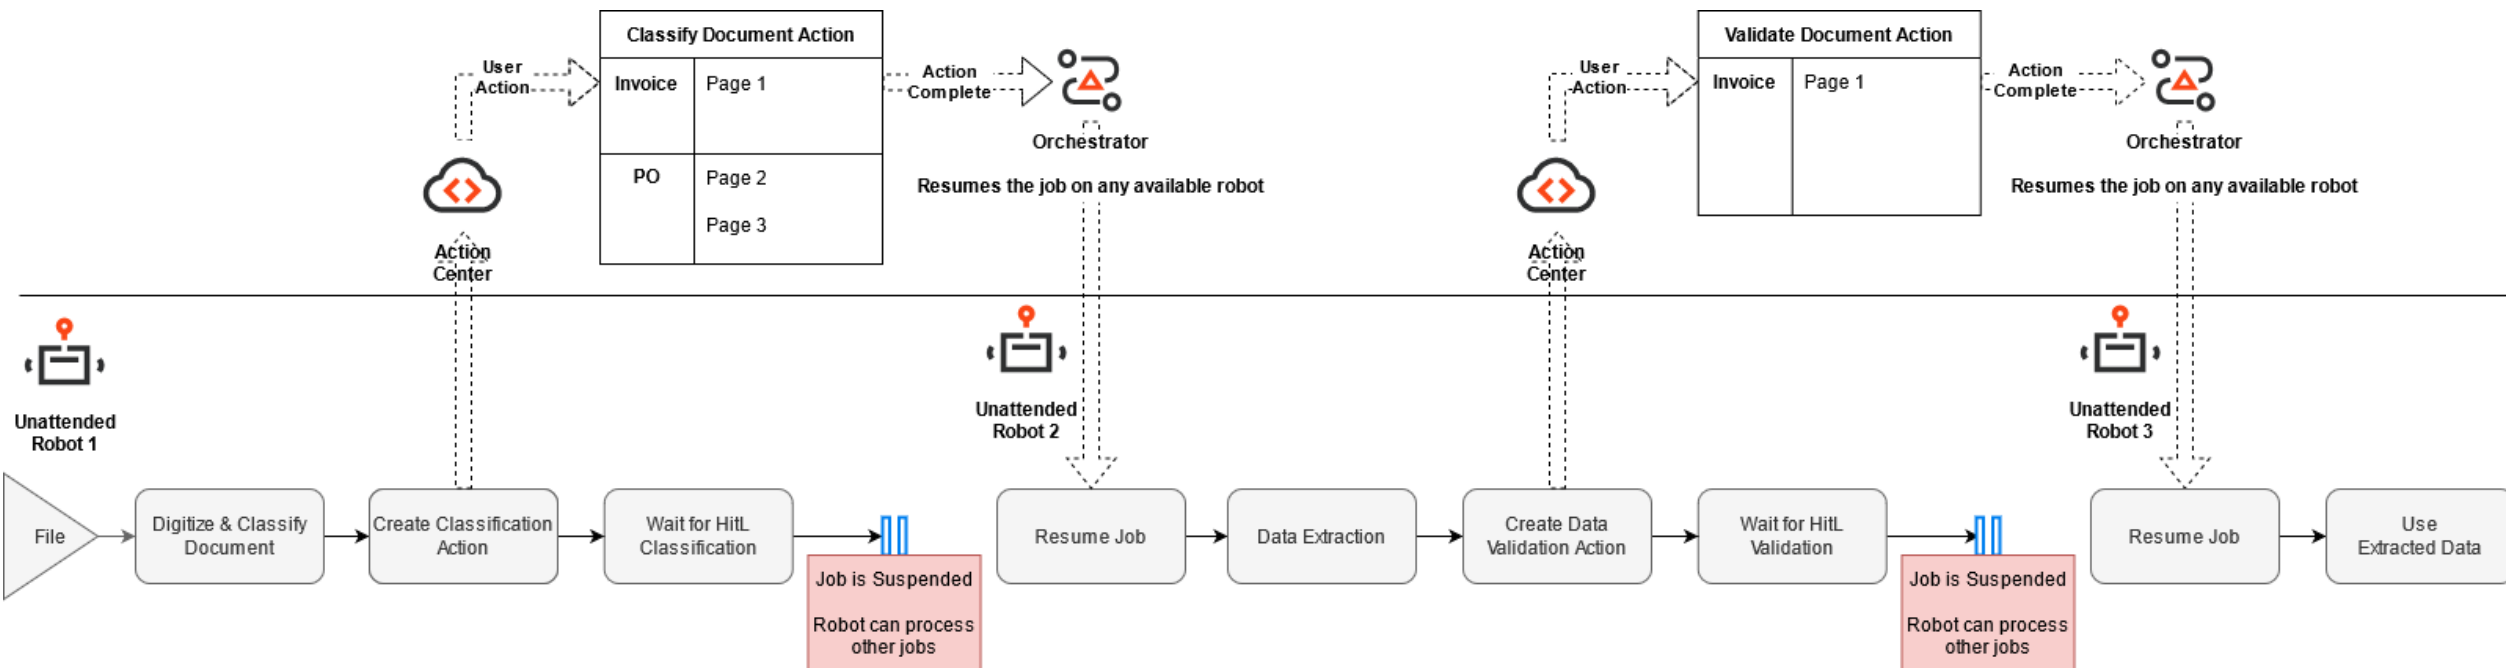 Classify Document Action
Invoice
Page 1
PO
Page 2
Page 3
User
Action
Action
Complete
Orchestrator
Resumes the job on any available robot
Action
Center
Validate Document Action
Invoice
Page 1
User
Action
Action
Complete
Orchestrator
Resumes the job on any available robot
Action
Center
Unattended
Robot 1
Unattended
Robot 2
Unattended
Robot 3
File
Digitize & Classify
Document
Create Classification
Action
Wait for HitL
Classification
Job is Suspended
Robot can process
other jobs
Resume Job
Data Extraction
Create Data
Validation Action
Wait for HitL
Validation
Job is Suspended
Robot can process
other jobs
Resume Job
Use
Extracted Data